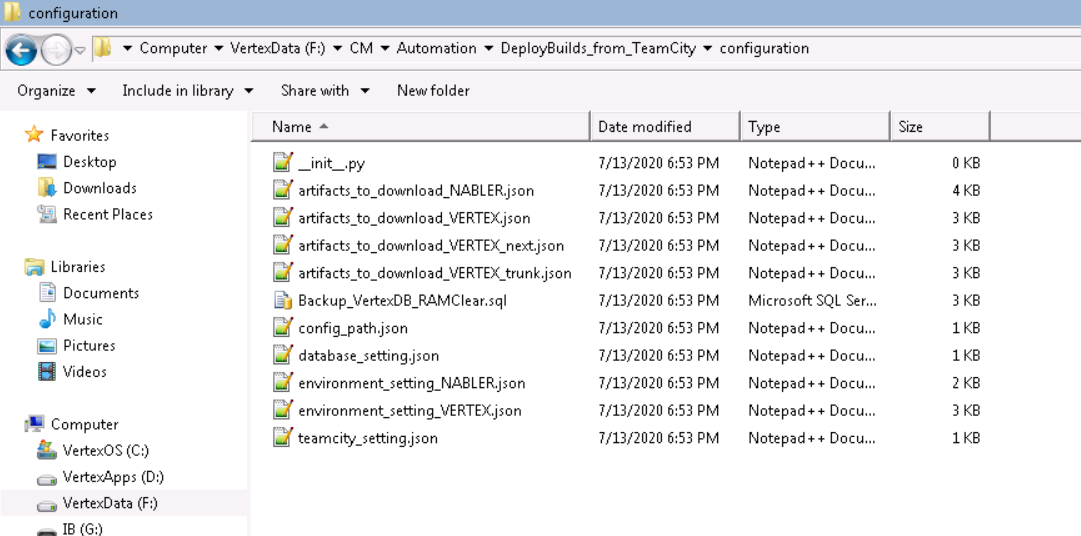 configuration
Computer VertexData (F:) CM Automation DeployBuilds_from_TeamCity configuration
Organize Include in library Share with New folder
Favorites
Desktop
Downloads
Recent Places
Libraries
Documents
Music
Pictures
Videos
Computer
VertexOS (C:)
VertexApps (D:)
VertexData (F:)
IB (G:)
Name Date modified Type Size
__init__.py 7/13/2020 6:53 PM Notepad++ Docu... 0 KB
artifacts_to_download_NABLER.json 7/13/2020 6:53 PM Notepad++ Docu... 4 KB
artifacts_to_download_VERTEX.json 7/13/2020 6:53 PM Notepad++ Docu... 3 KB
artifacts_to_download_VERTEX_next.json 7/13/2020 6:53 PM Notepad++ Docu... 3 KB
artifacts_to_download_VERTEX_trunk.json 7/13/2020 6:53 PM Notepad++ Docu... 3 KB
Backup_VertexDB_RAMClear.sql 7/13/2020 6:53 PM Microsoft SQL Ser... 3 KB
config_path.json 7/13/2020 6:53 PM Notepad++ Docu... 1 KB
database_setting.json 7/13/2020 6:53 PM Notepad++ Docu... 1 KB
environment_setting_NABLER.json 7/13/2020 6:53 PM Notepad++ Docu... 2 KB
environment_setting_VERTEX.json 7/13/2020 6:53 PM Notepad++ Docu... 3 KB
teamcity_setting.json 7/13/2020 6:53 PM Notepad++ Docu... 1 KB